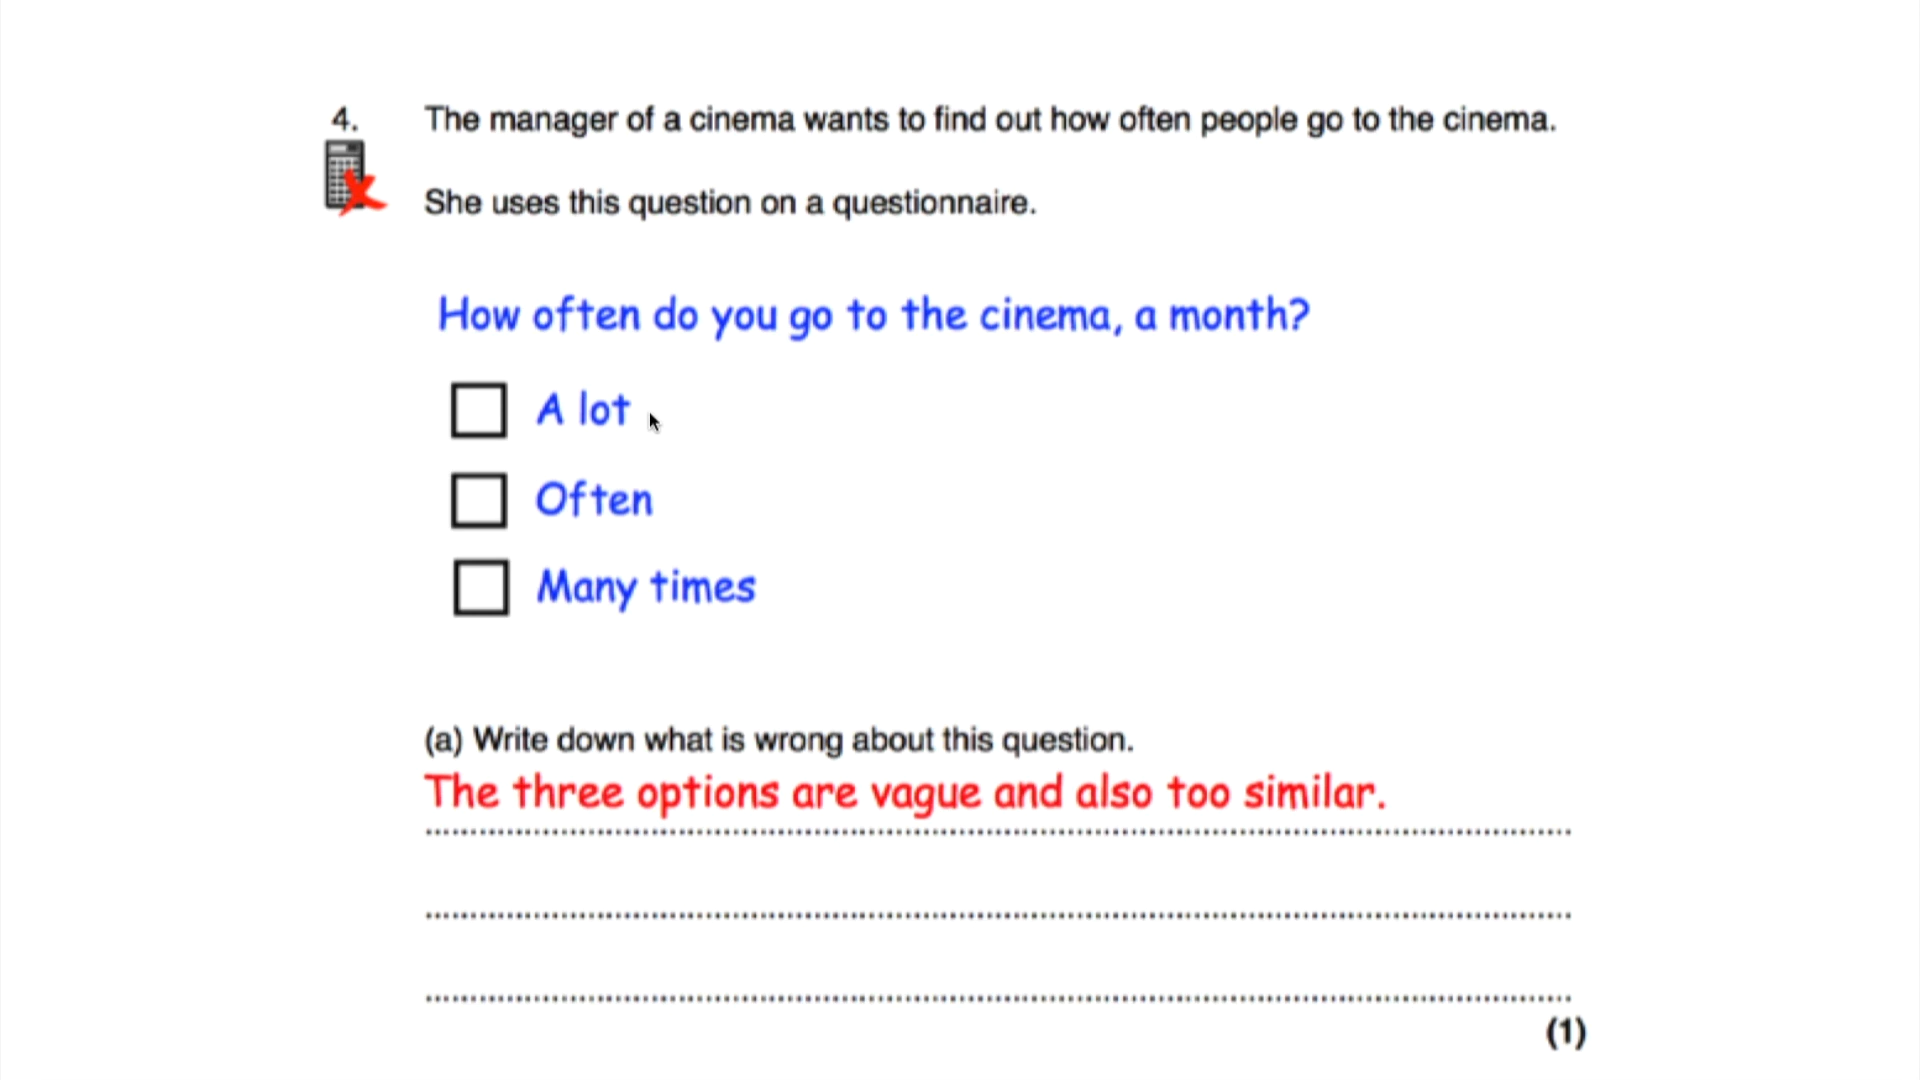 4. The manager of a cinema wants to find out how often people go to the cinema.
She uses this question on a questionnaire.
How often do you go to the cinema, a month?
A lot
Often
Many times
(a) Write down what is wrong about this question.
The three options are vague and also too similar.
(1)